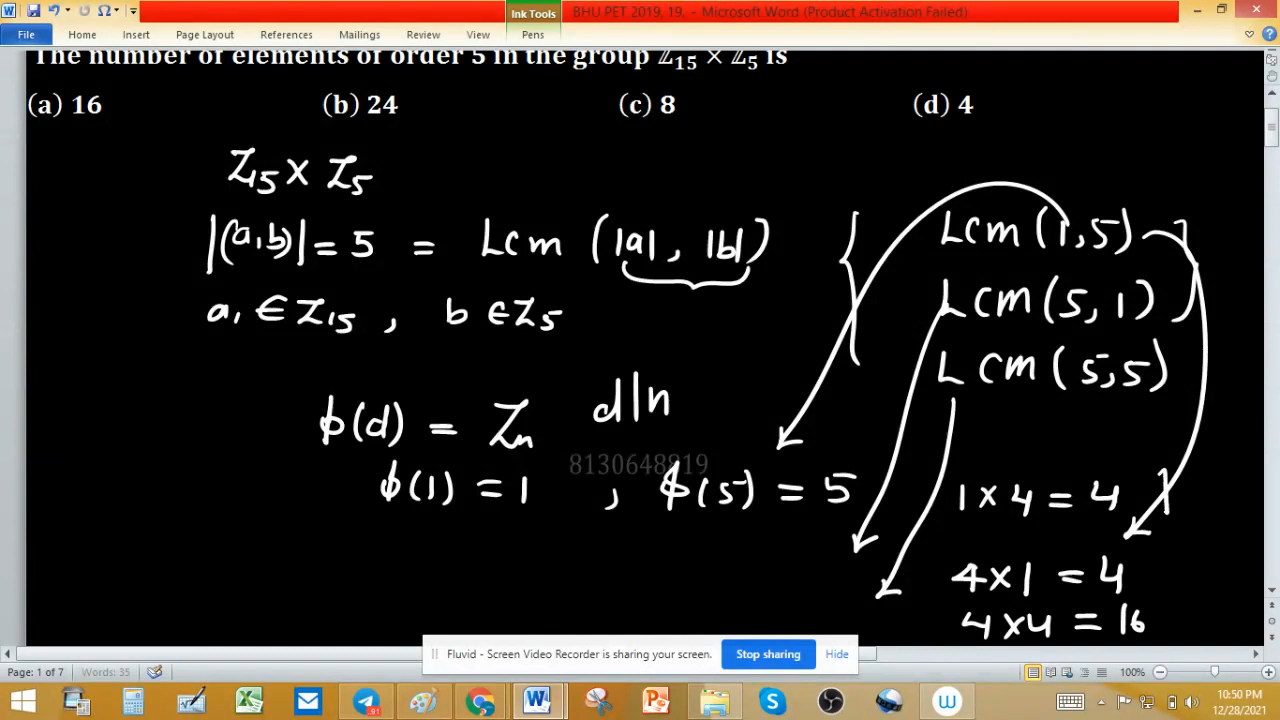 Ink Tools
BHU PET 2019, 19, - Microsoft Word (Product Activation Failed)
File Home Insert Page Layout References Mailings Review View Pens
The number of elements of order 5 in the group ℤ₁₅ × ℤ₅ is
(a) 16 (b) 24 (c) 8 (d) 4
Z₁₅ × Z₅
|(a,b)| = 5 = Lcm (|a|, |b|)
Lcm (1,5)
a, ∈ Z₁₅ , b ∈ Z₅
Lcm (5, 1)
LCM (5,5)
ϕ(d) = Zₙ d|n
8130648819
ϕ(1) = 1 , ϕ(5) = 5
1 × 4 = 4
4 × 1 = 4
4 × 4 = 16
Fluvid - Screen Video Recorder is sharing your screen. Stop sharing Hide
Page: 1 of 7 Words: 35 100%
91
10:50 PM
12/28/2021